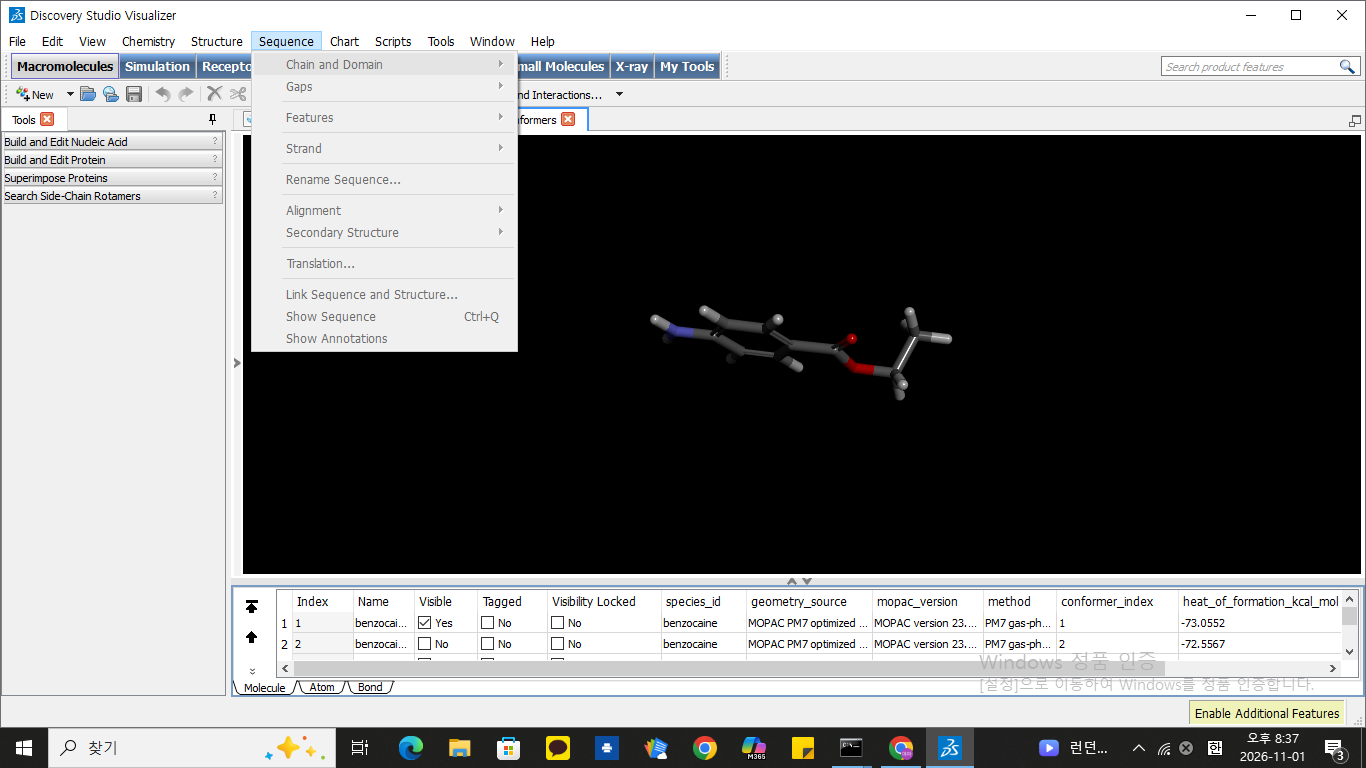 Discovery Studio Visualizer
File Edit View Chemistry Structure Sequence Chart Scripts Tools Window Help
Macromolecules Simulation Small Molecules X-ray My Tools
Search product features
New and Interactions...
Tools
Build and Edit Nucleic Acid ?
Build and Edit Protein ?
Superimpose Proteins ?
Search Side-Chain Rotamers ?
Chain and Domain
Gaps
Features
Strand
Rename Sequence...
Alignment
Secondary Structure
Translation...
Link Sequence and Structure...
Show Sequence Ctrl+Q
Show Annotations
Index Name Visible Tagged Visibility Locked species_id geometry_source mopac_version method conformer_index heat_of_formation_kcal_mol
1 1 benzocai... Yes No No benzocaine MOPAC PM7 optimized ... MOPAC version 23.... PM7 gas-ph... 1 -73.0552
2 2 benzocai... No No No benzocaine MOPAC PM7 optimized ... MOPAC version 23.... PM7 gas-ph... 2 -72.5567
Windows 정품 인증
[설정]으로 이동하여 Windows를 정품 인증합니다.
Molecule Atom Bond
Enable Additional Features
찾기
M365
런던...
한
오후 8:37
2026-11-01
3